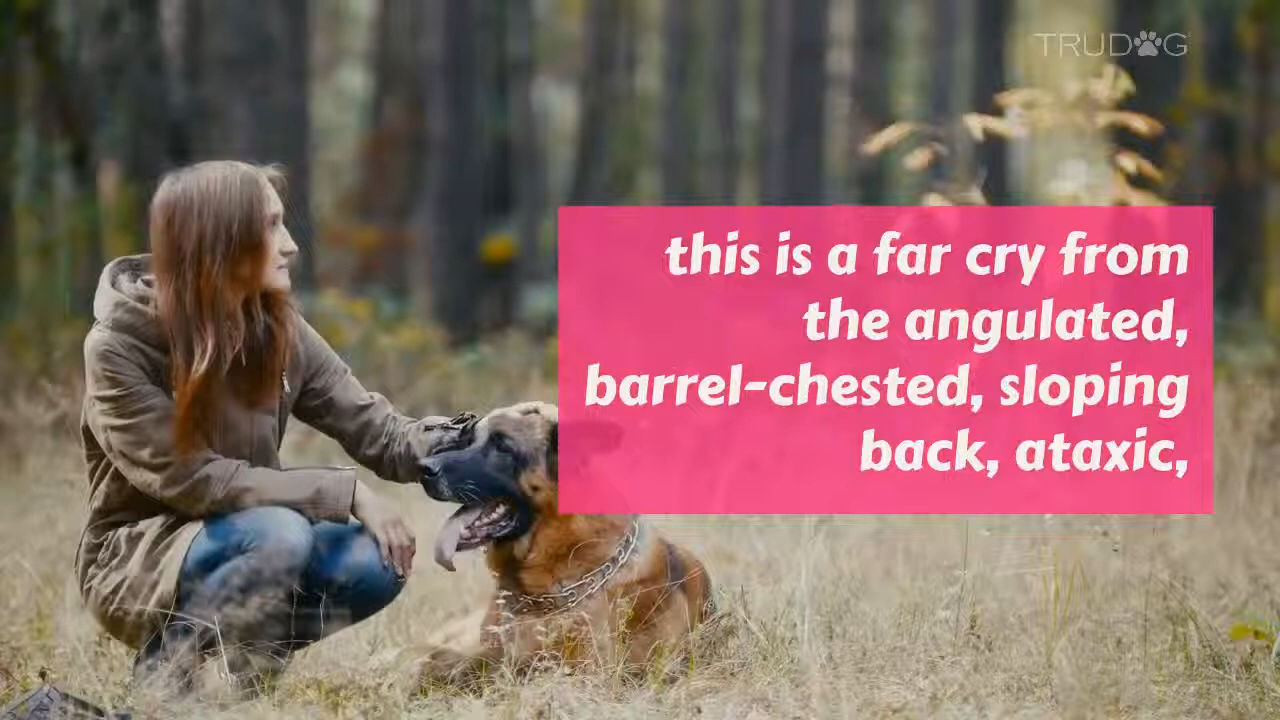 TRUDOG
this is a far cry from
the angulated,
barrel-chested, sloping
back, ataxic,